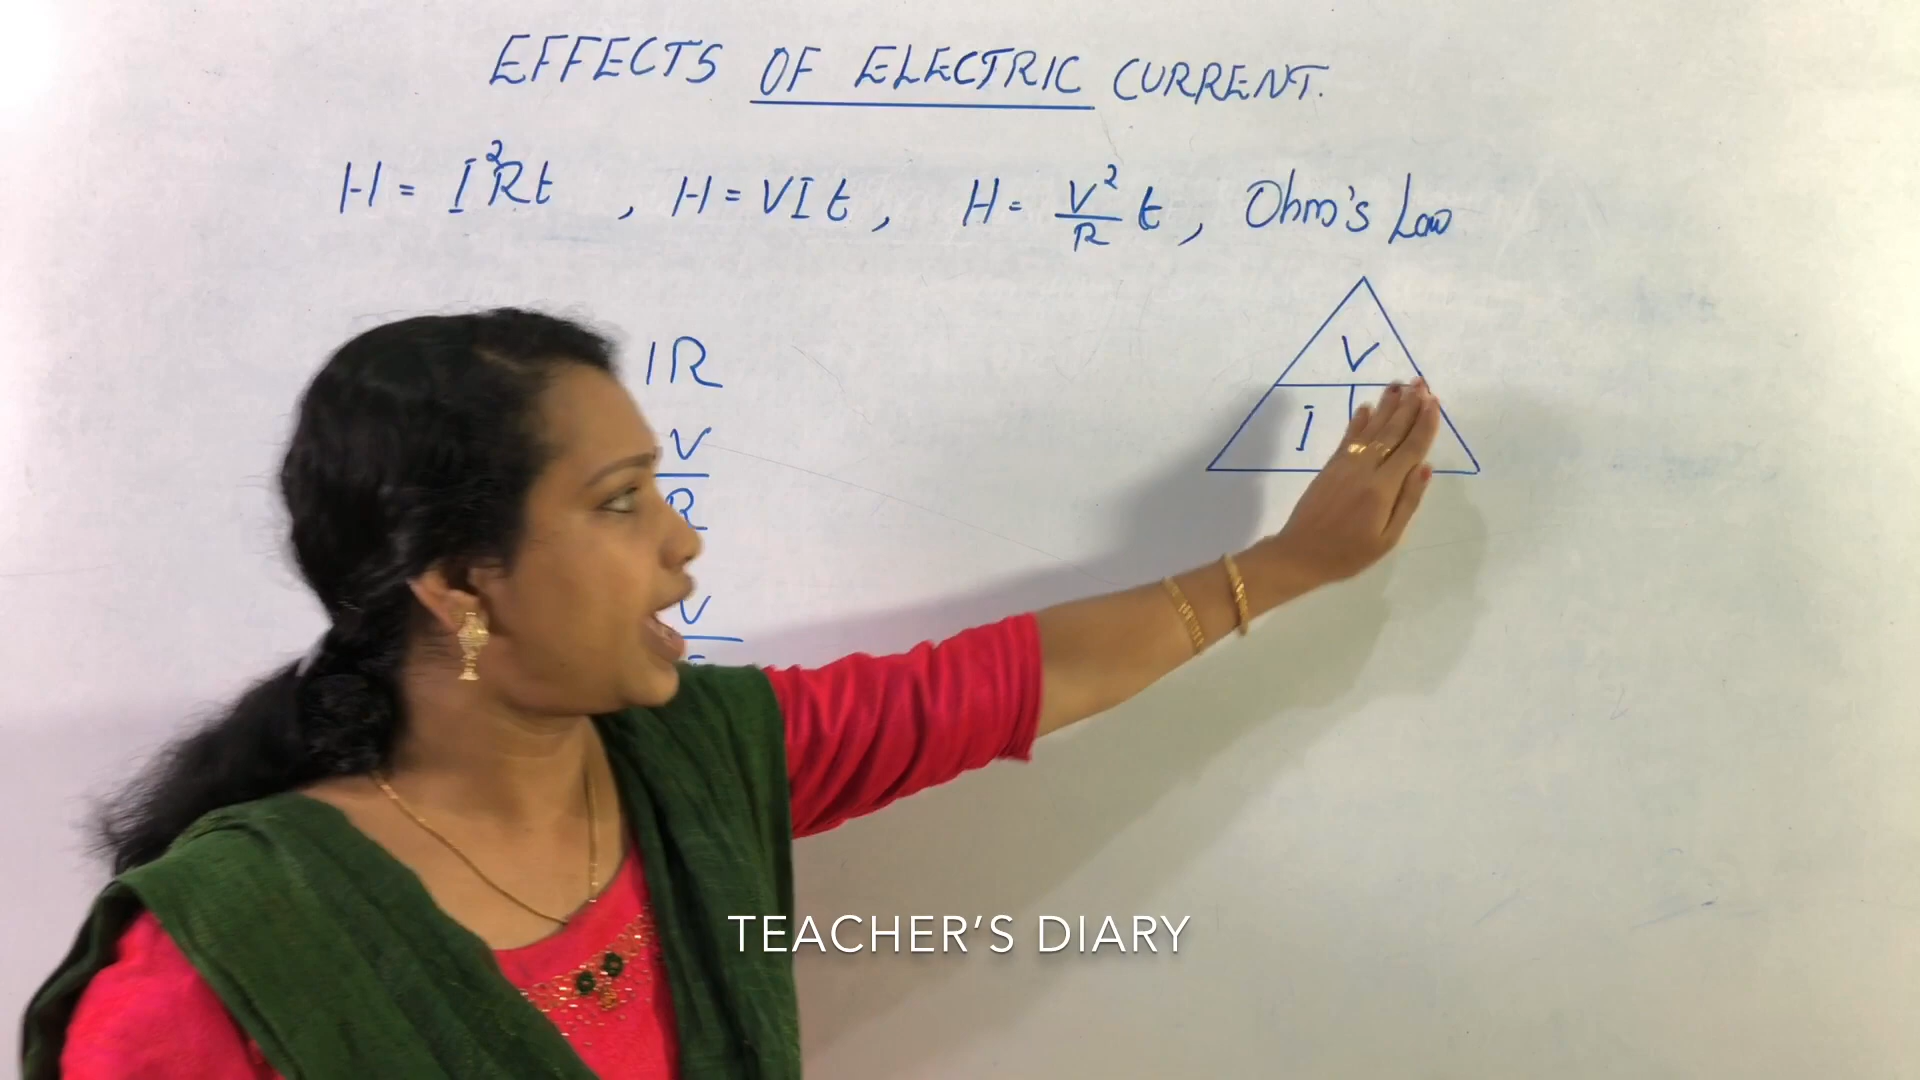 EFFECTS OF ELECTRIC CURRENT.
H = I²Rt , H = VIt , H = V²/R t , Ohm's Law
IR
V
V
R
I
V
TEACHER'S DIARY